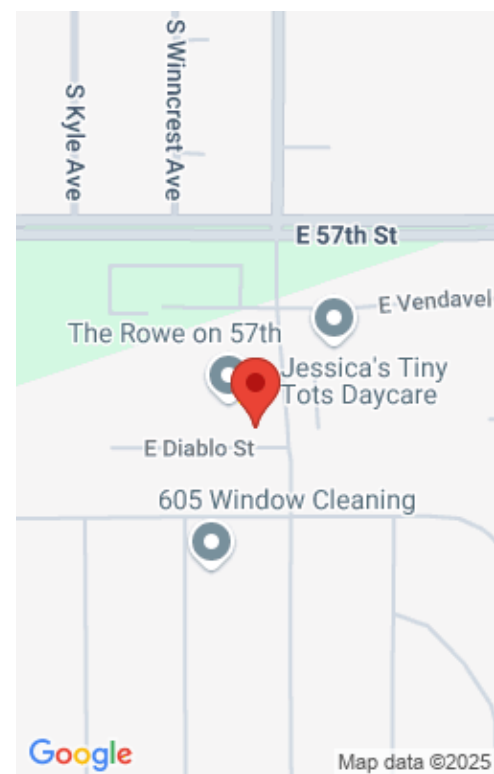 S Kyle Ave
S Winncrest Ave
E 57th St
E Vendavel
The Rowe on 57th
Jessica's Tiny
Tots Daycare
E Diablo St
605 Window Cleaning
Google
Map data ©2025